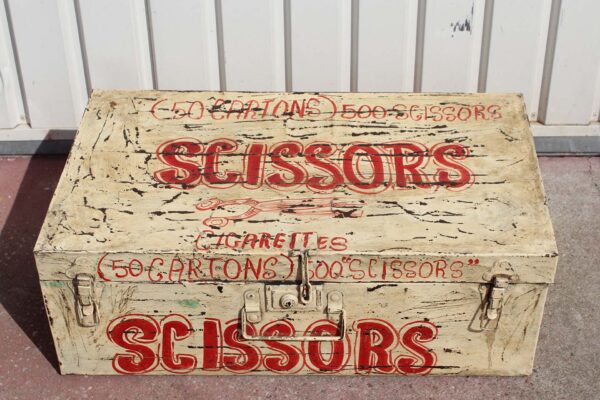 (50 CARTONS) 500 SCISSORS
SCISSORS
CIGARETTES
(50 CARTONS) 500 "SCISSORS"
SCISSORS